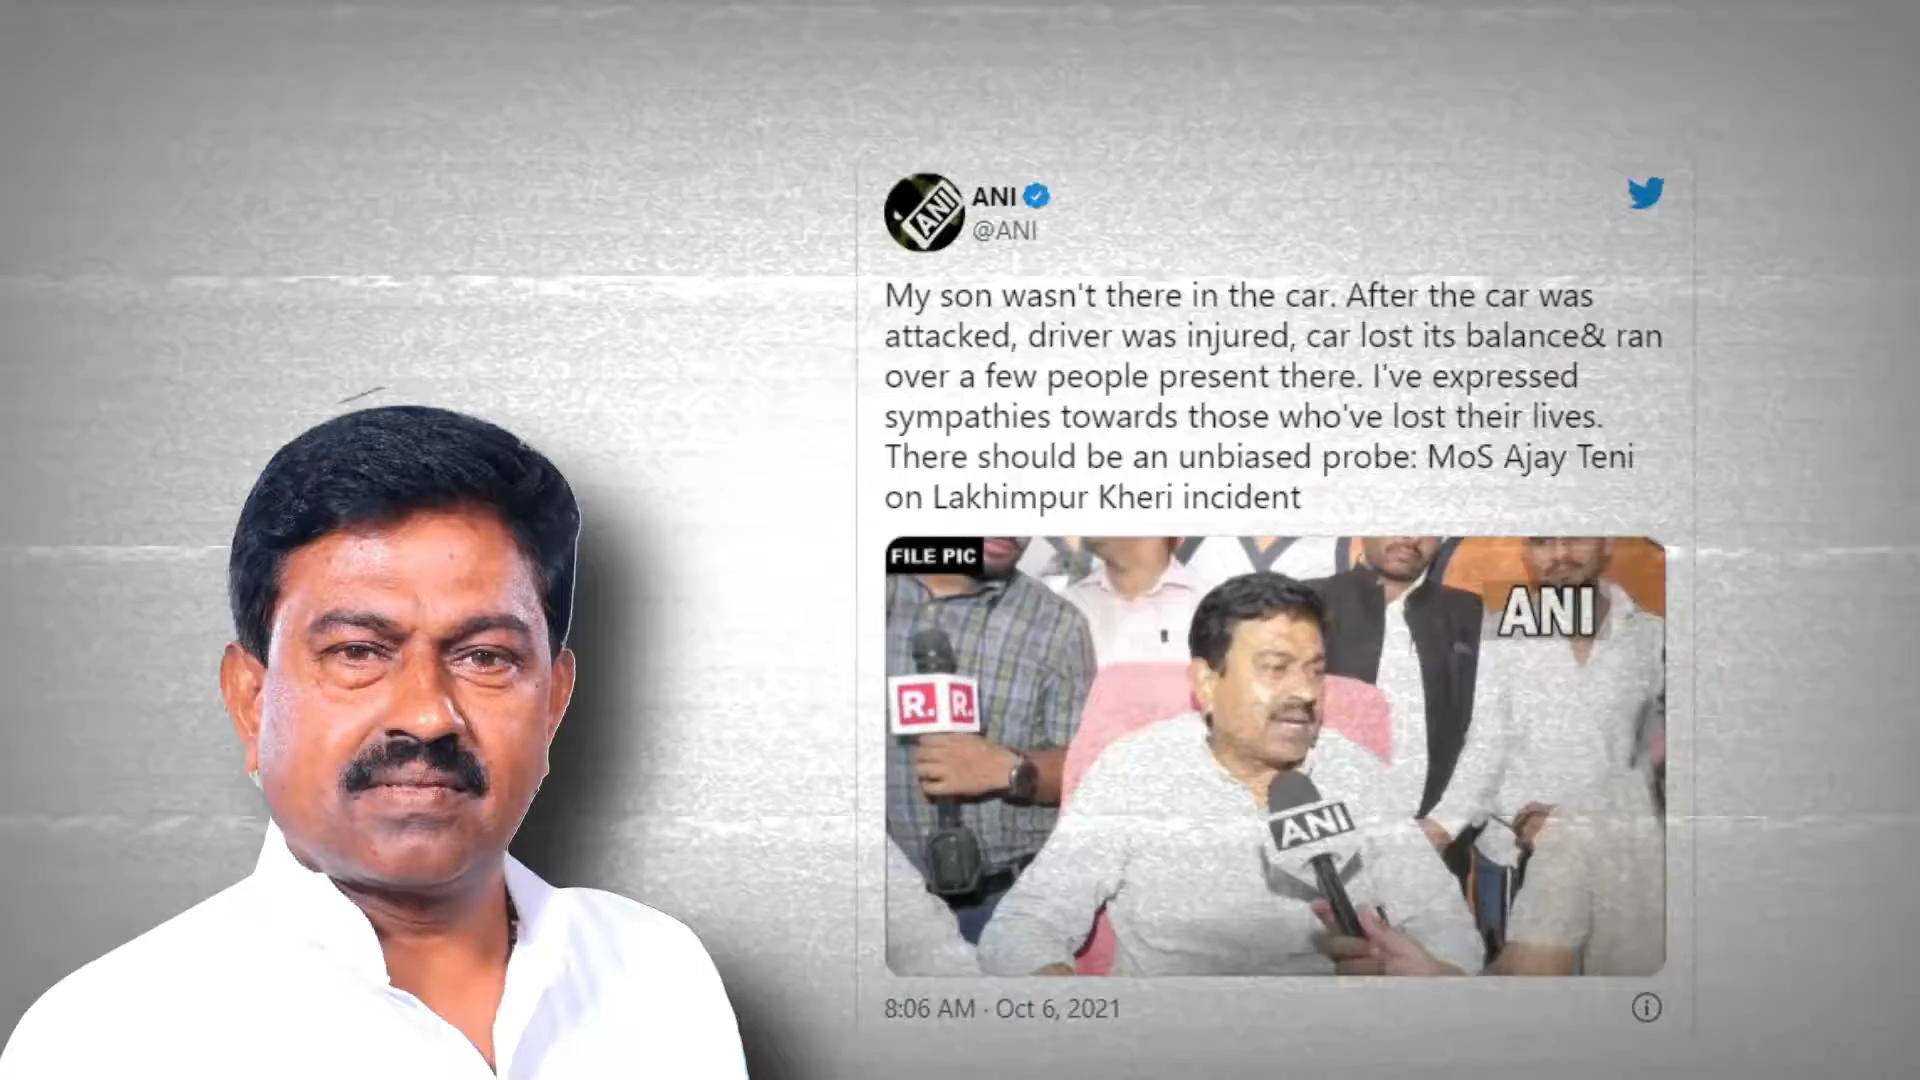 ANI
@ANI
ANI
My son wasn't there in the car. After the car was
attacked, driver was injured, car lost its balance& ran
over a few people present there. I've expressed
sympathies towards those who've lost their lives.
There should be an unbiased probe: MoS Ajay Teni
on Lakhimpur Kheri incident
FILE PIC
ANI
R. R.
ANI
8:06 AM · Oct 6, 2021